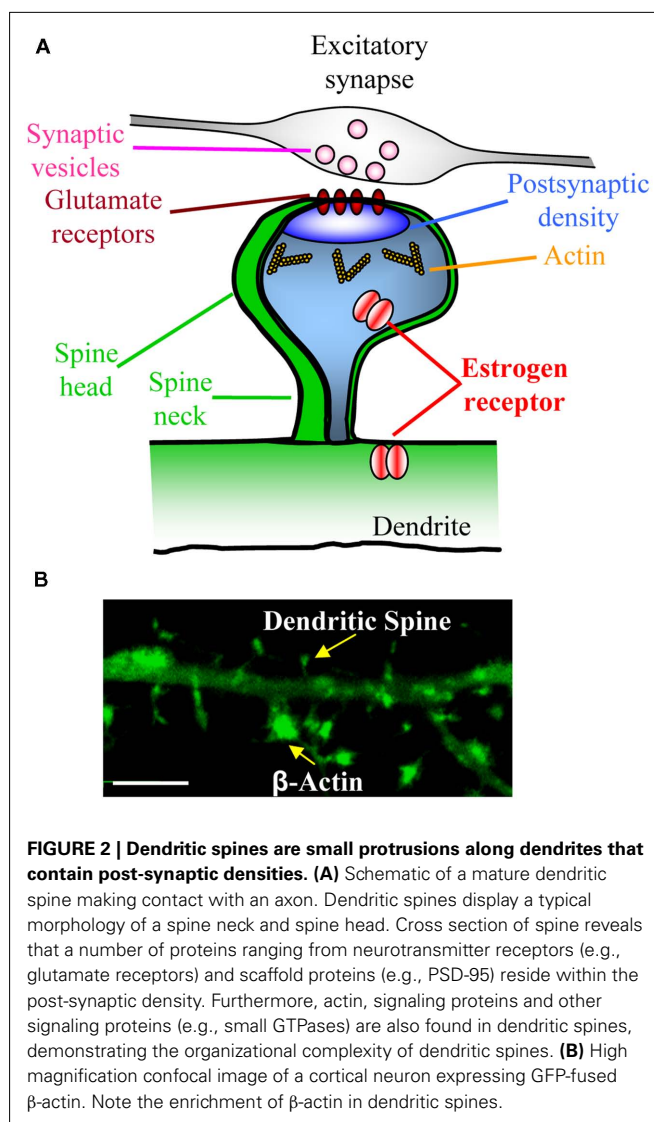 A
Excitatory
synapse
Synaptic
vesicles
Glutamate
receptors
Postsynaptic
density
Actin
Spine
head
Spine
neck
Estrogen
receptor
Dendrite
B
Dendritic Spine
β-Actin
FIGURE 2 | Dendritic spines are small protrusions along dendrites that
contain post-synaptic densities. (A) Schematic of a mature dendritic
spine making contact with an axon. Dendritic spines display a typical
morphology of a spine neck and spine head. Cross section of spine reveals
that a number of proteins ranging from neurotransmitter receptors (e.g.,
glutamate receptors) and scaffold proteins (e.g., PSD-95) reside within the
post-synaptic density. Furthermore, actin, signaling proteins and other
signaling proteins (e.g., small GTPases) are also found in dendritic spines,
demonstrating the organizational complexity of dendritic spines. (B) High
magnification confocal image of a cortical neuron expressing GFP-fused
β-actin. Note the enrichment of β-actin in dendritic spines.